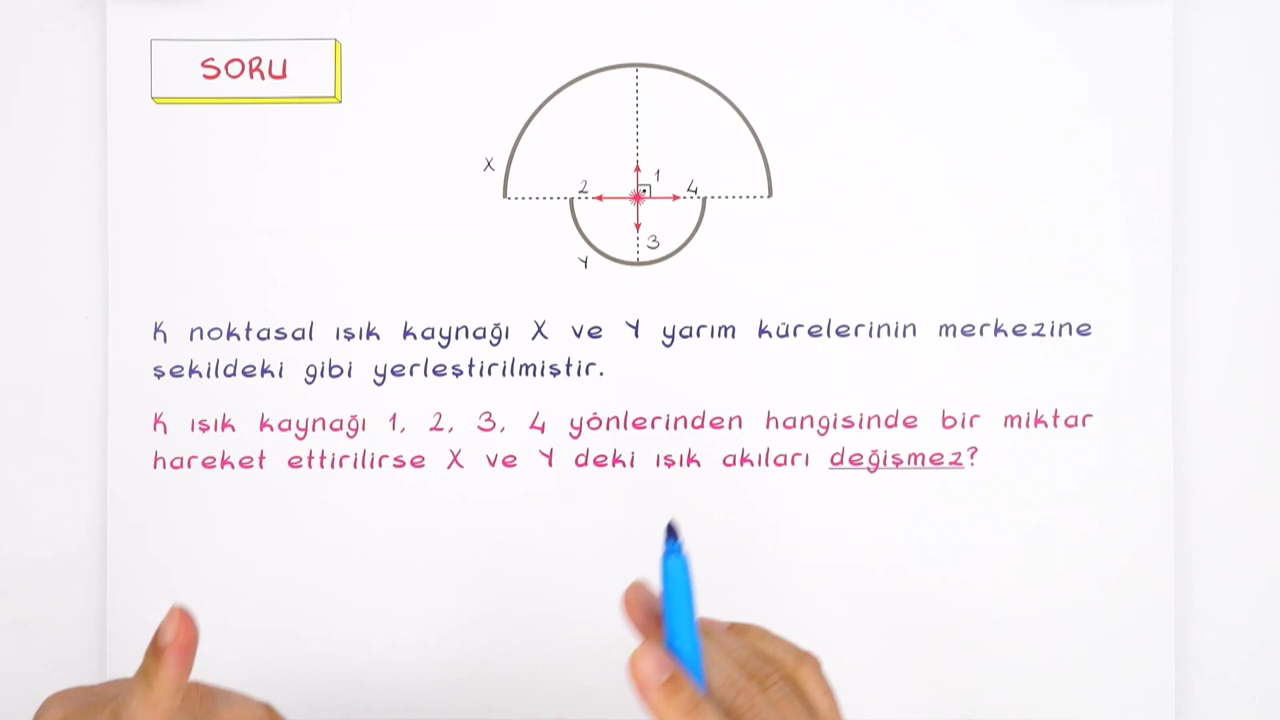 SORU
X
1
2
4
3
Y
K noktasal ışık kaynağı X ve Y yarım kürelerinin merkezine
şekildeki gibi yerleştirilmiştir.
K ışık kaynağı 1, 2, 3, 4 yönlerinden hangisinde bir miktar
hareket ettirilirse X ve Y deki ışık akıları değişmez?